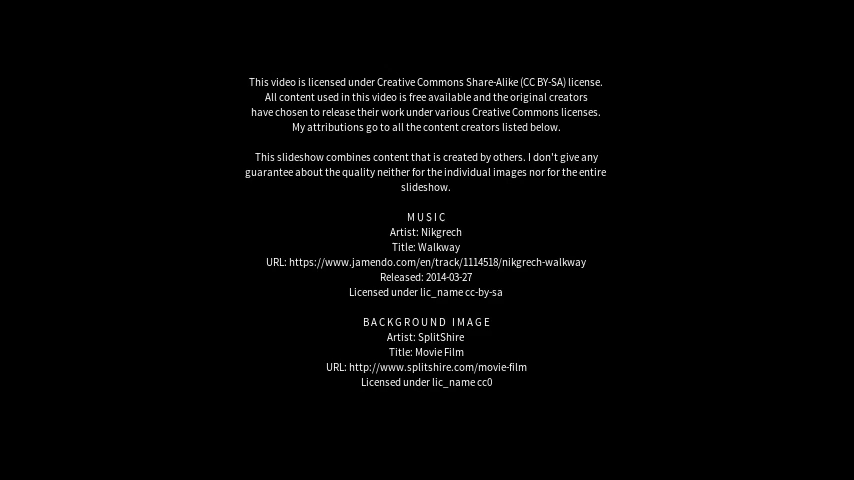 This video is licensed under Creative Commons Share-Alike (CC BY-SA) license.
All content used in this video is free available and the original creators
have chosen to release their work under various Creative Commons licenses.
My attributions go to all the content creators listed below.
This slideshow combines content that is created by others. I don't give any
guarantee about the quality neither for the individual images nor for the entire
slideshow.
M U S I C
Artist: Nikgrech
Title: Walkway
URL: https://www.jamendo.com/en/track/1114518/nikgrech-walkway
Released: 2014-03-27
Licensed under lic_name cc-by-sa
B A C K G R O U N D  I M A G E
Artist: SplitShire
Title: Movie Film
URL: http://www.splitshire.com/movie-film
Licensed under lic_name cc0